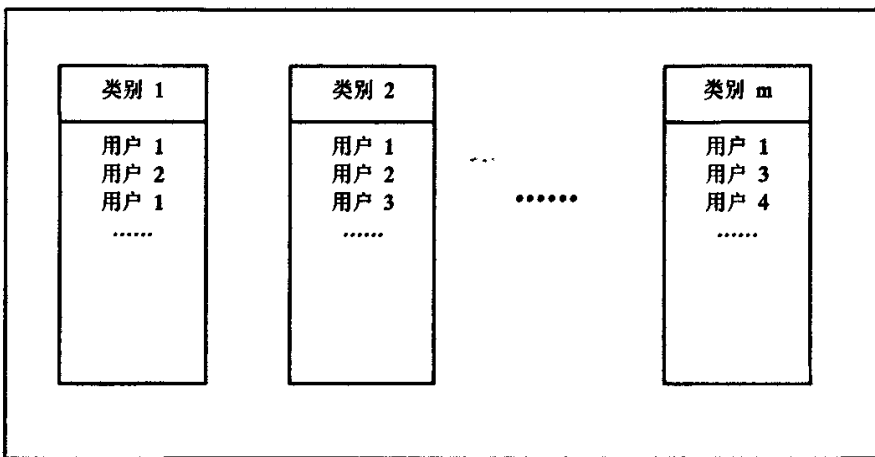 类别 1
用户 1
用户 2
用户 1
......
类别 2
用户 1
用户 2
用户 3
......
......
类别 m
用户 1
用户 3
用户 4
......